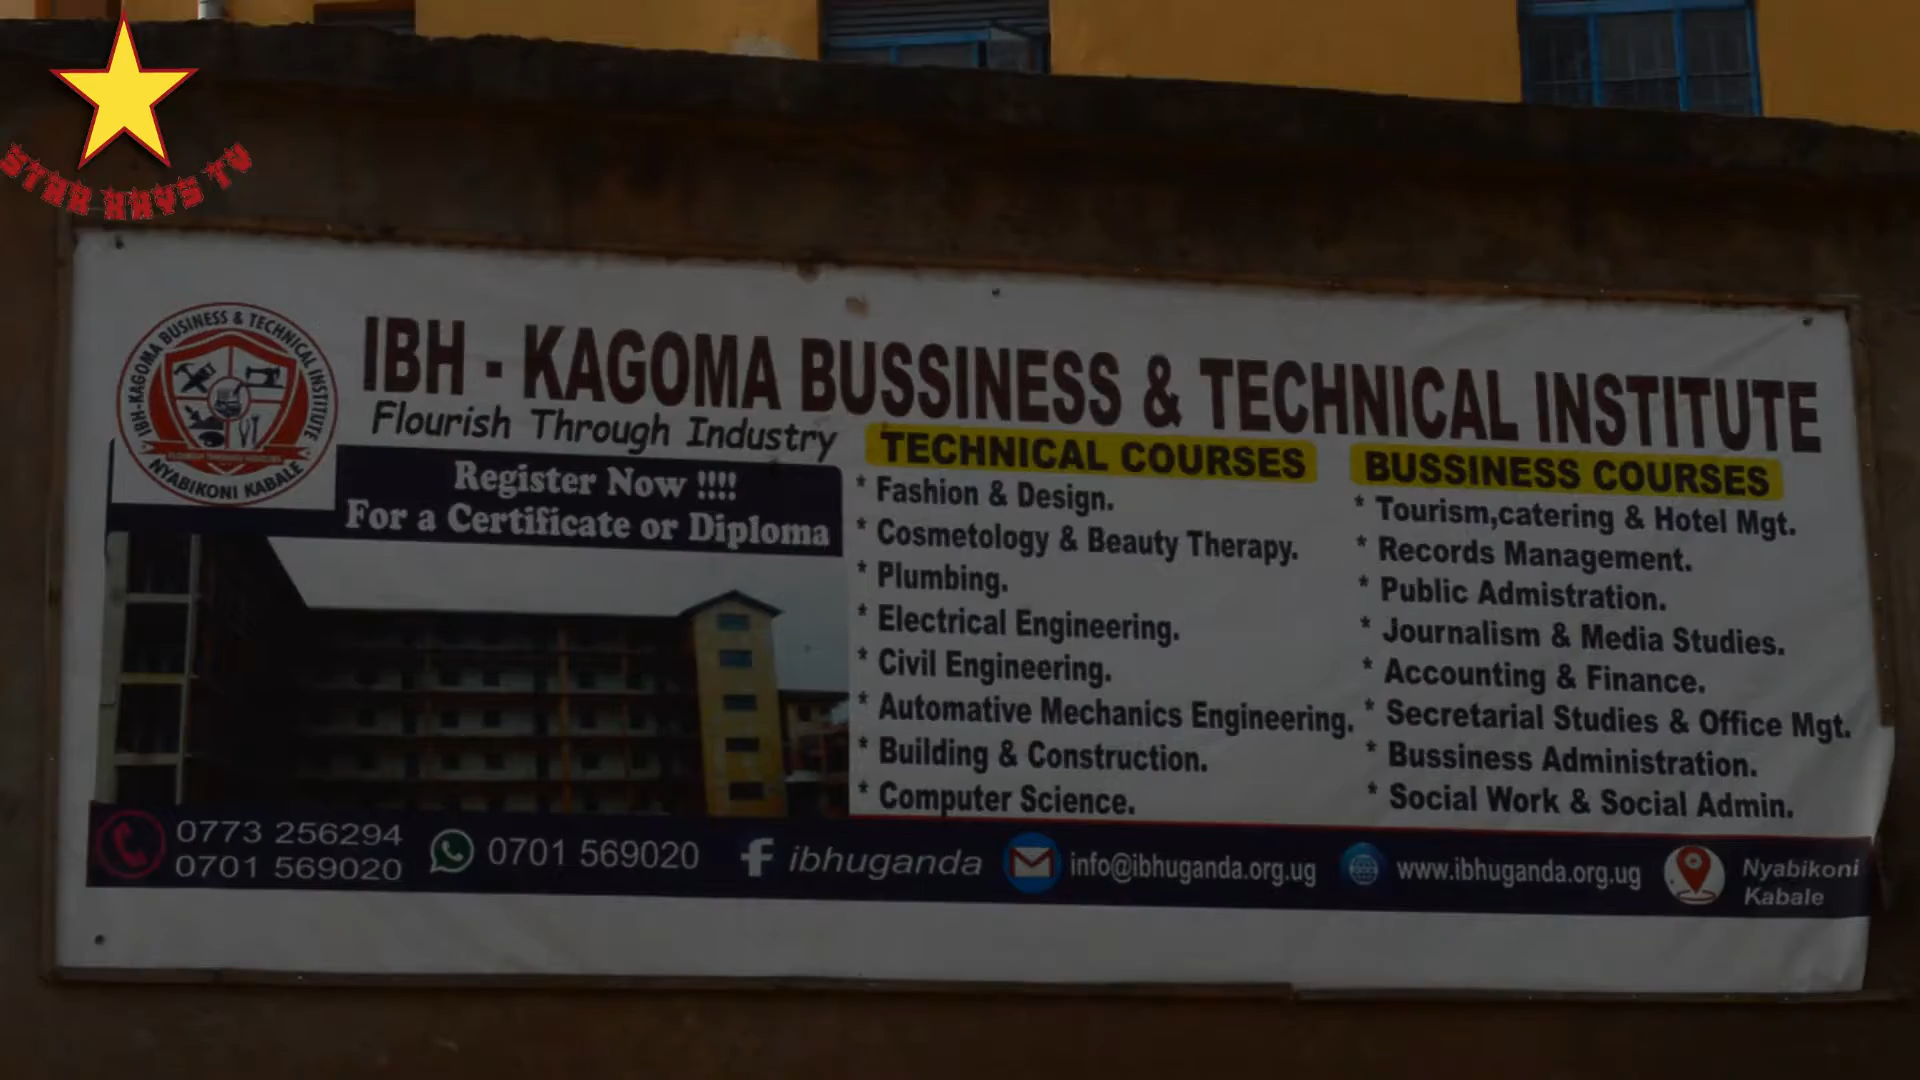 STAR RAYS TV
IBH-KAGOMA BUSINESS & TECHNICAL INSTITUTE
NYABIKONI KABALE
IBH - KAGOMA BUSSINESS & TECHNICAL INSTITUTE
Flourish Through Industry
Register Now !!!!
For a Certificate or Diploma
TECHNICAL COURSES
* Fashion & Design.
* Cosmetology & Beauty Therapy.
* Plumbing.
* Electrical Engineering.
* Civil Engineering.
* Automative Mechanics Engineering.
* Building & Construction.
* Computer Science.
BUSSINESS COURSES
* Tourism,catering & Hotel Mgt.
* Records Management.
* Public Admistration.
* Journalism & Media Studies.
* Accounting & Finance.
* Secretarial Studies & Office Mgt.
* Bussiness Administration.
* Social Work & Social Admin.
0773 256294
0701 569020
0701 569020
ibhuganda
info@ibhuganda.org.ug
www.ibhuganda.org.ug
Nyabikoni
Kabale